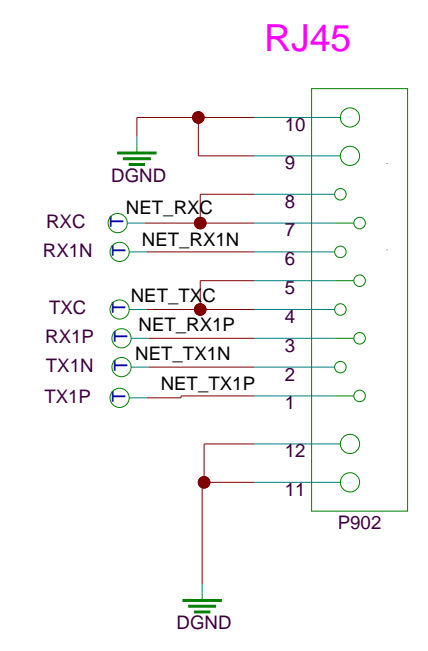 RJ45
10
9
DGND
8
NET_RXC
RXC
7
NET_RX1N
RX1N
6
5
NET_TXC
TXC
4
NET_RX1P
RX1P
3
NET_TX1N
TX1N
2
NET_TX1P
TX1P
1
12
11
P902
DGND